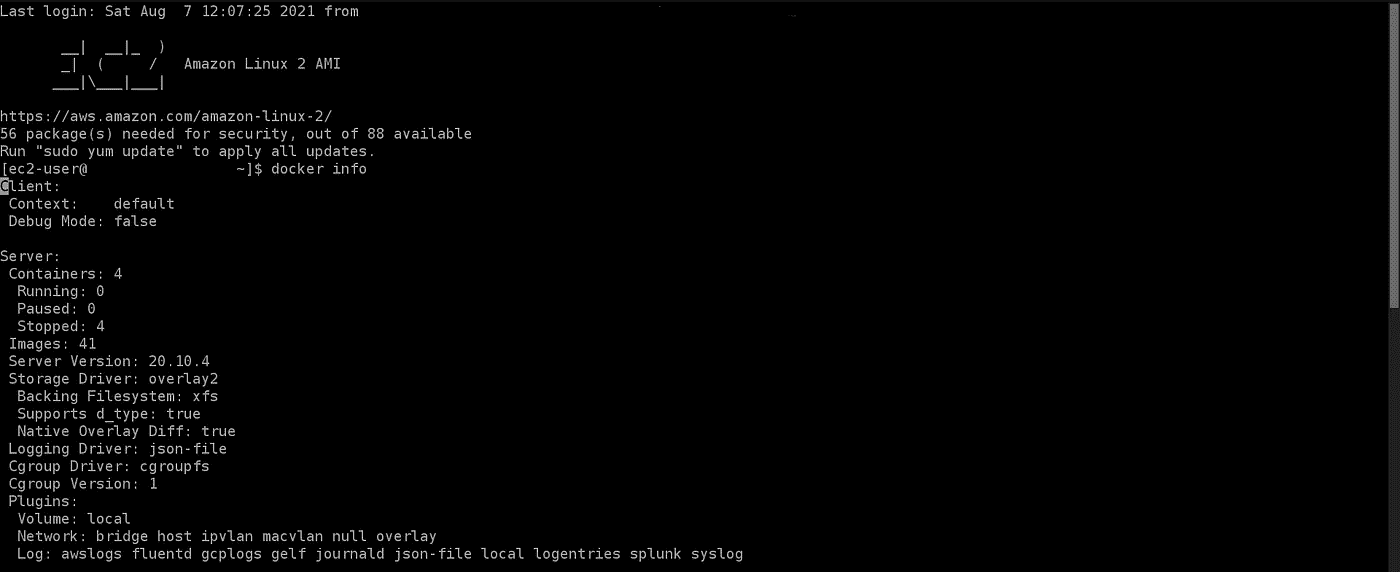 Last login: Sat Aug  7 12:07:25 2021 from

       __|  __|_  )
       _|  (     /   Amazon Linux 2 AMI
      ___|\___|___|

https://aws.amazon.com/amazon-linux-2/
56 package(s) needed for security, out of 88 available
Run "sudo yum update" to apply all updates.
[ec2-user@                 ~]$ docker info
Client:
 Context:    default
 Debug Mode: false

Server:
 Containers: 4
  Running: 0
  Paused: 0
  Stopped: 4
 Images: 41
 Server Version: 20.10.4
 Storage Driver: overlay2
  Backing Filesystem: xfs
  Supports d_type: true
  Native Overlay Diff: true
 Logging Driver: json-file
 Cgroup Driver: cgroupfs
 Cgroup Version: 1
 Plugins:
  Volume: local
  Network: bridge host ipvlan macvlan null overlay
  Log: awslogs fluentd gcplogs gelf journald json-file local logentries splunk syslog